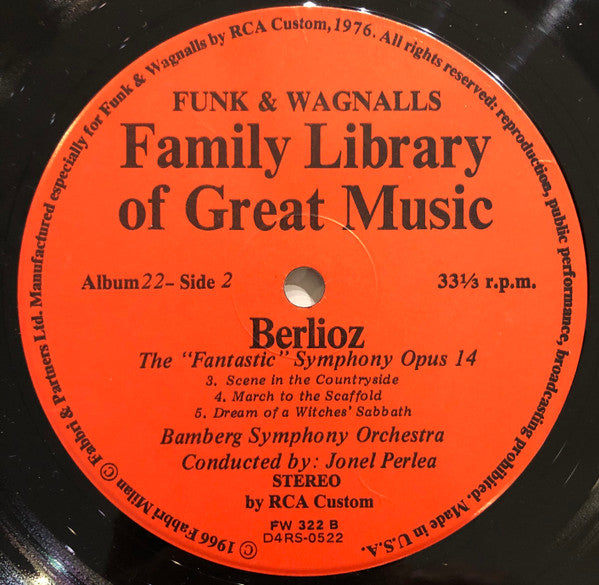 © 1966 Fabbri Milan © Fabbri & Partners Ltd. Manufactured especially for Funk & Wagnalls by RCA Custom, 1976. All rights reserved: reproduction, public performance, broadcasting prohibited. Made in U.S.A.
FUNK & WAGNALLS
Family Library
of Great Music
Album 22 – Side 2 33⅓ r.p.m.
Berlioz
The "Fantastic" Symphony Opus 14
3. Scene in the Countryside
4. March to the Scaffold
5. Dream of a Witches' Sabbath
Bamberg Symphony Orchestra
Conducted by: Jonel Perlea
STEREO
by RCA Custom
FW 322 B
D4RS-0522